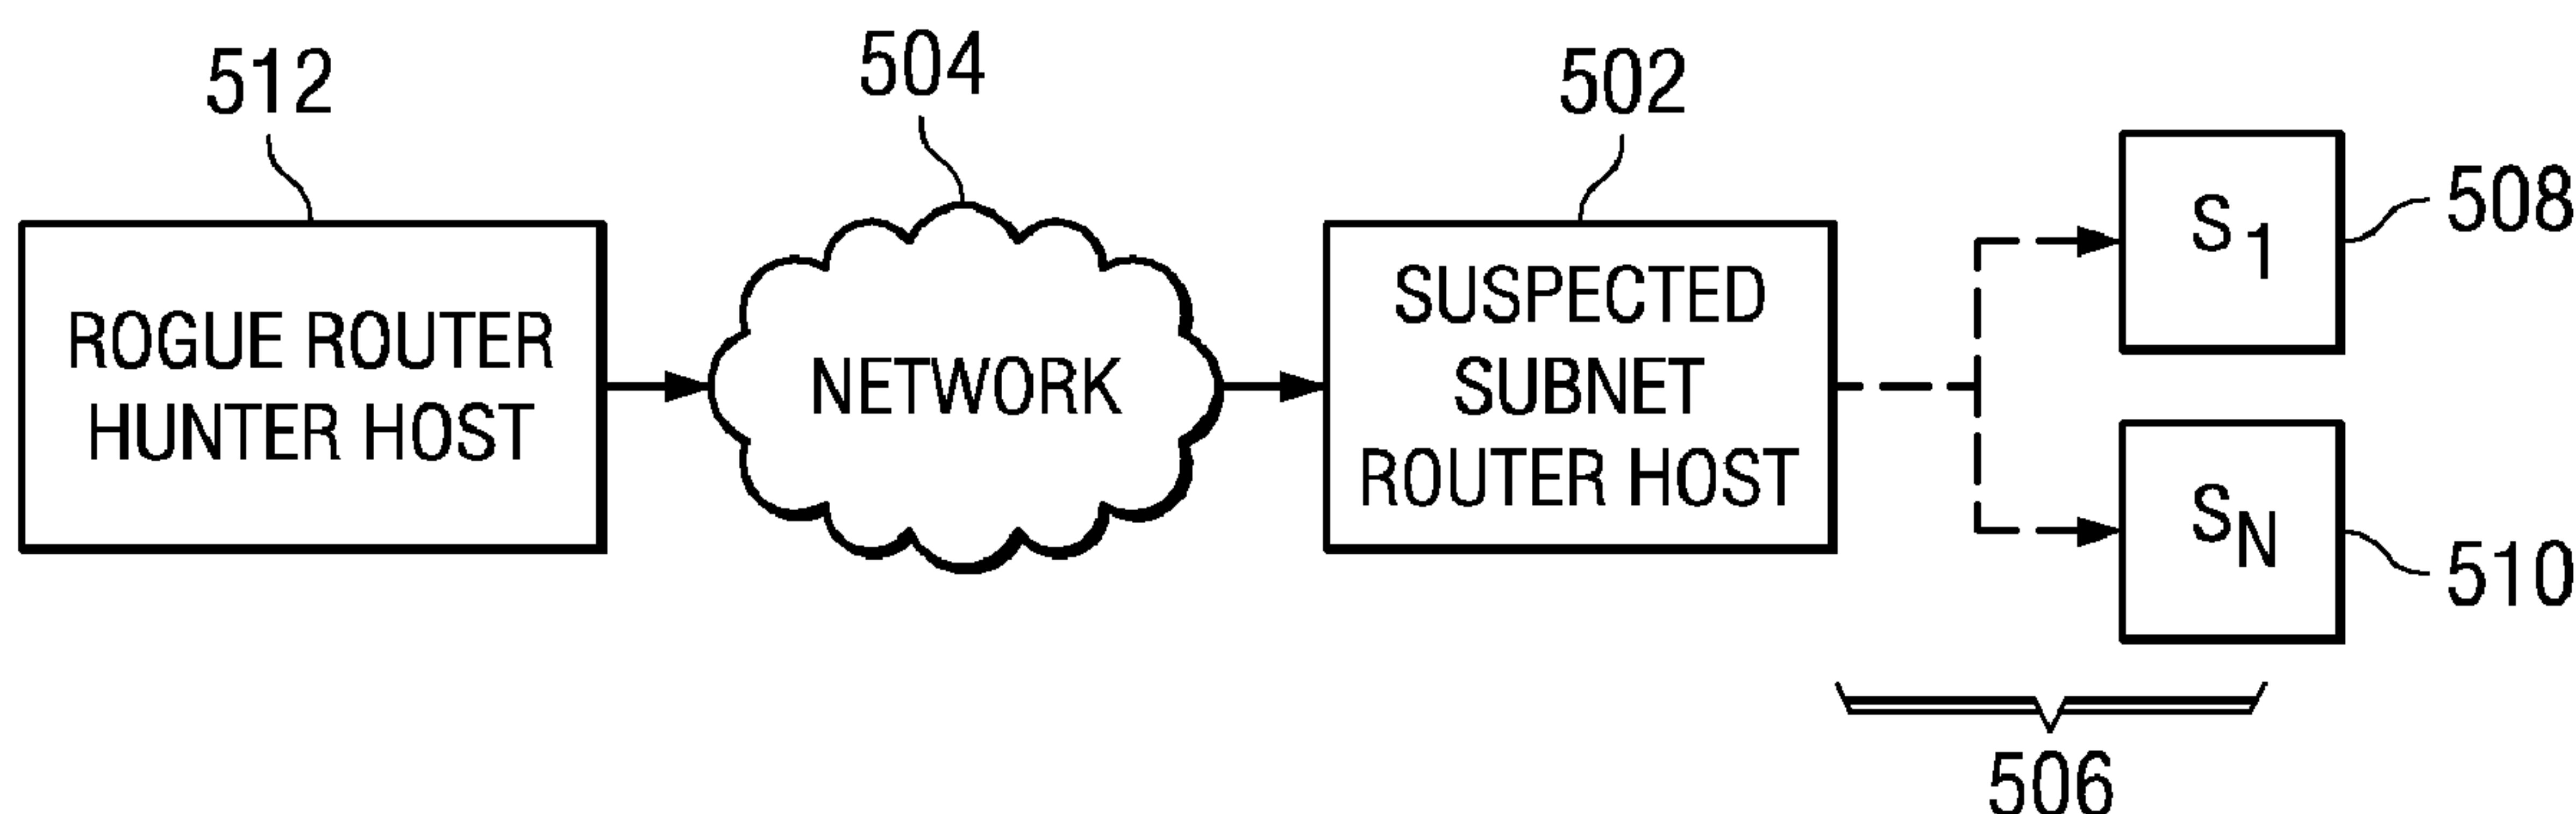 512
504
502
ROGUE ROUTER
HUNTER HOST
NETWORK
SUSPECTED
SUBNET
ROUTER HOST
S1
508
SN
510
506